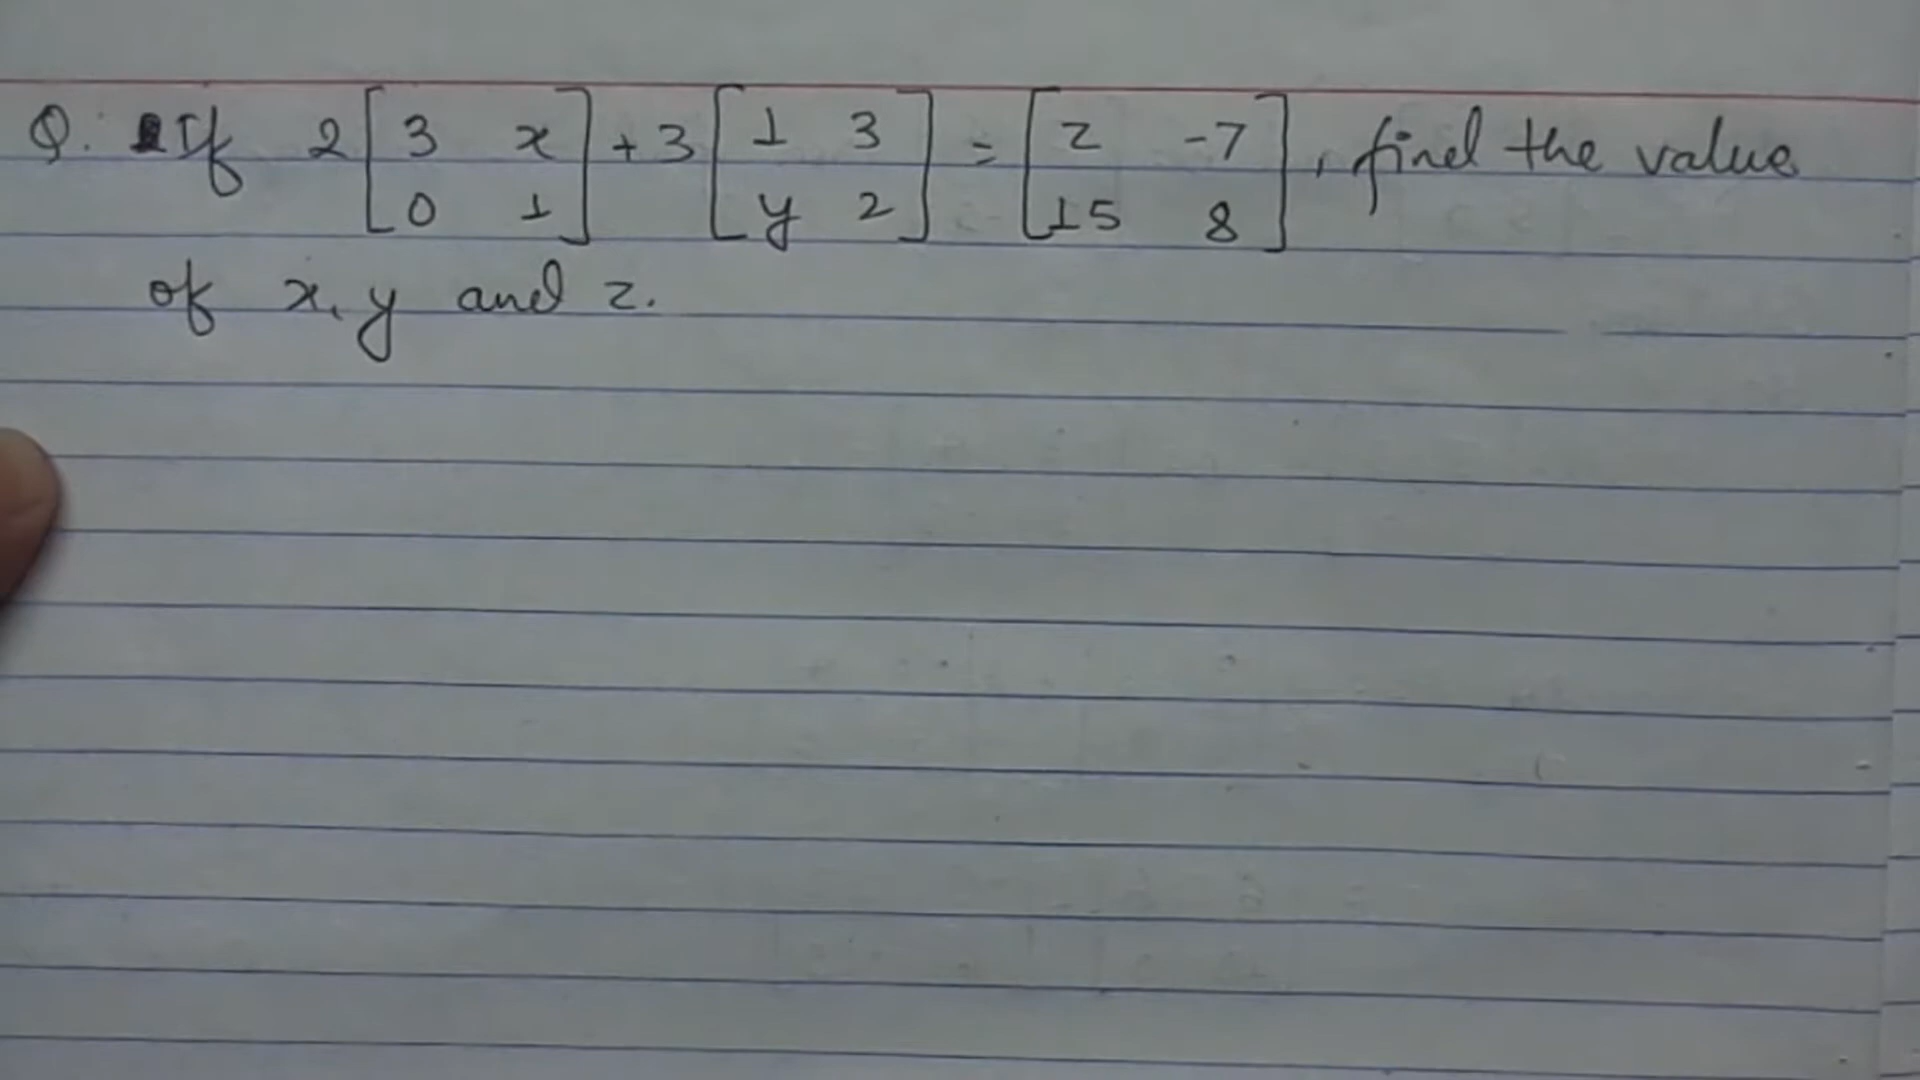 Q. If 2[3 x] + 3[1 3] = [z -7], find the value
[0 1] [y 2] [15 8]
of x, y and z.